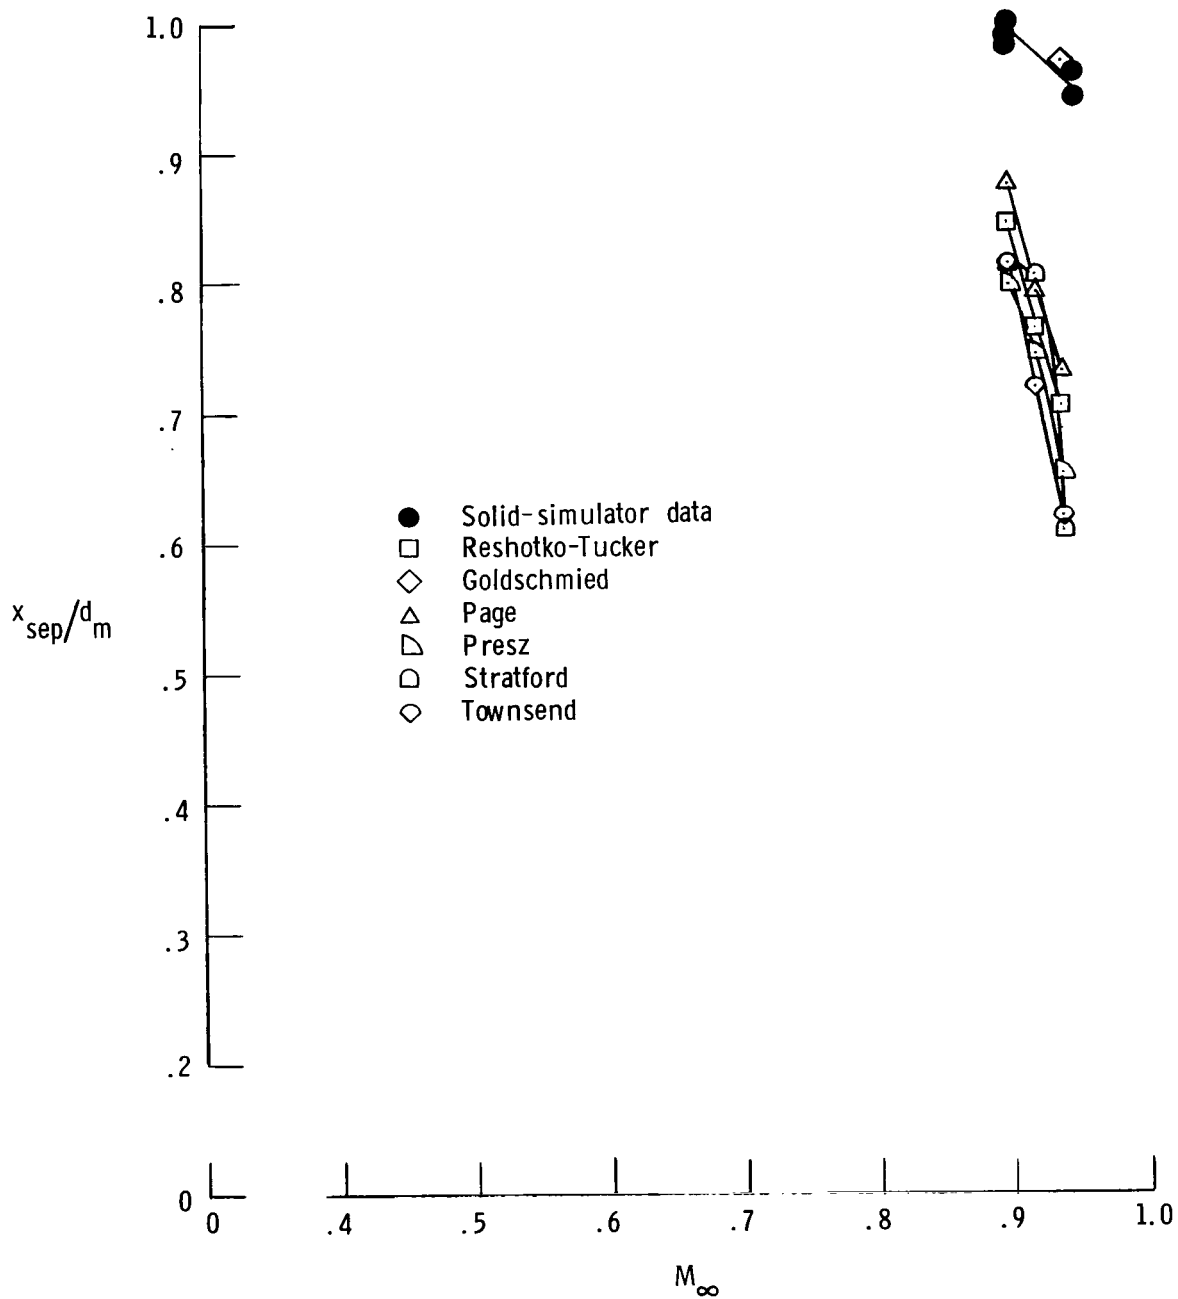 1.0
.9
.8
.7
.6
.5
.4
.3
.2
0
x_sep/d_m
Solid-simulator data
Reshotko-Tucker
Goldschmied
Page
Presz
Stratford
Townsend
0 .4 .5 .6 .7 .8 .9 1.0
M_∞